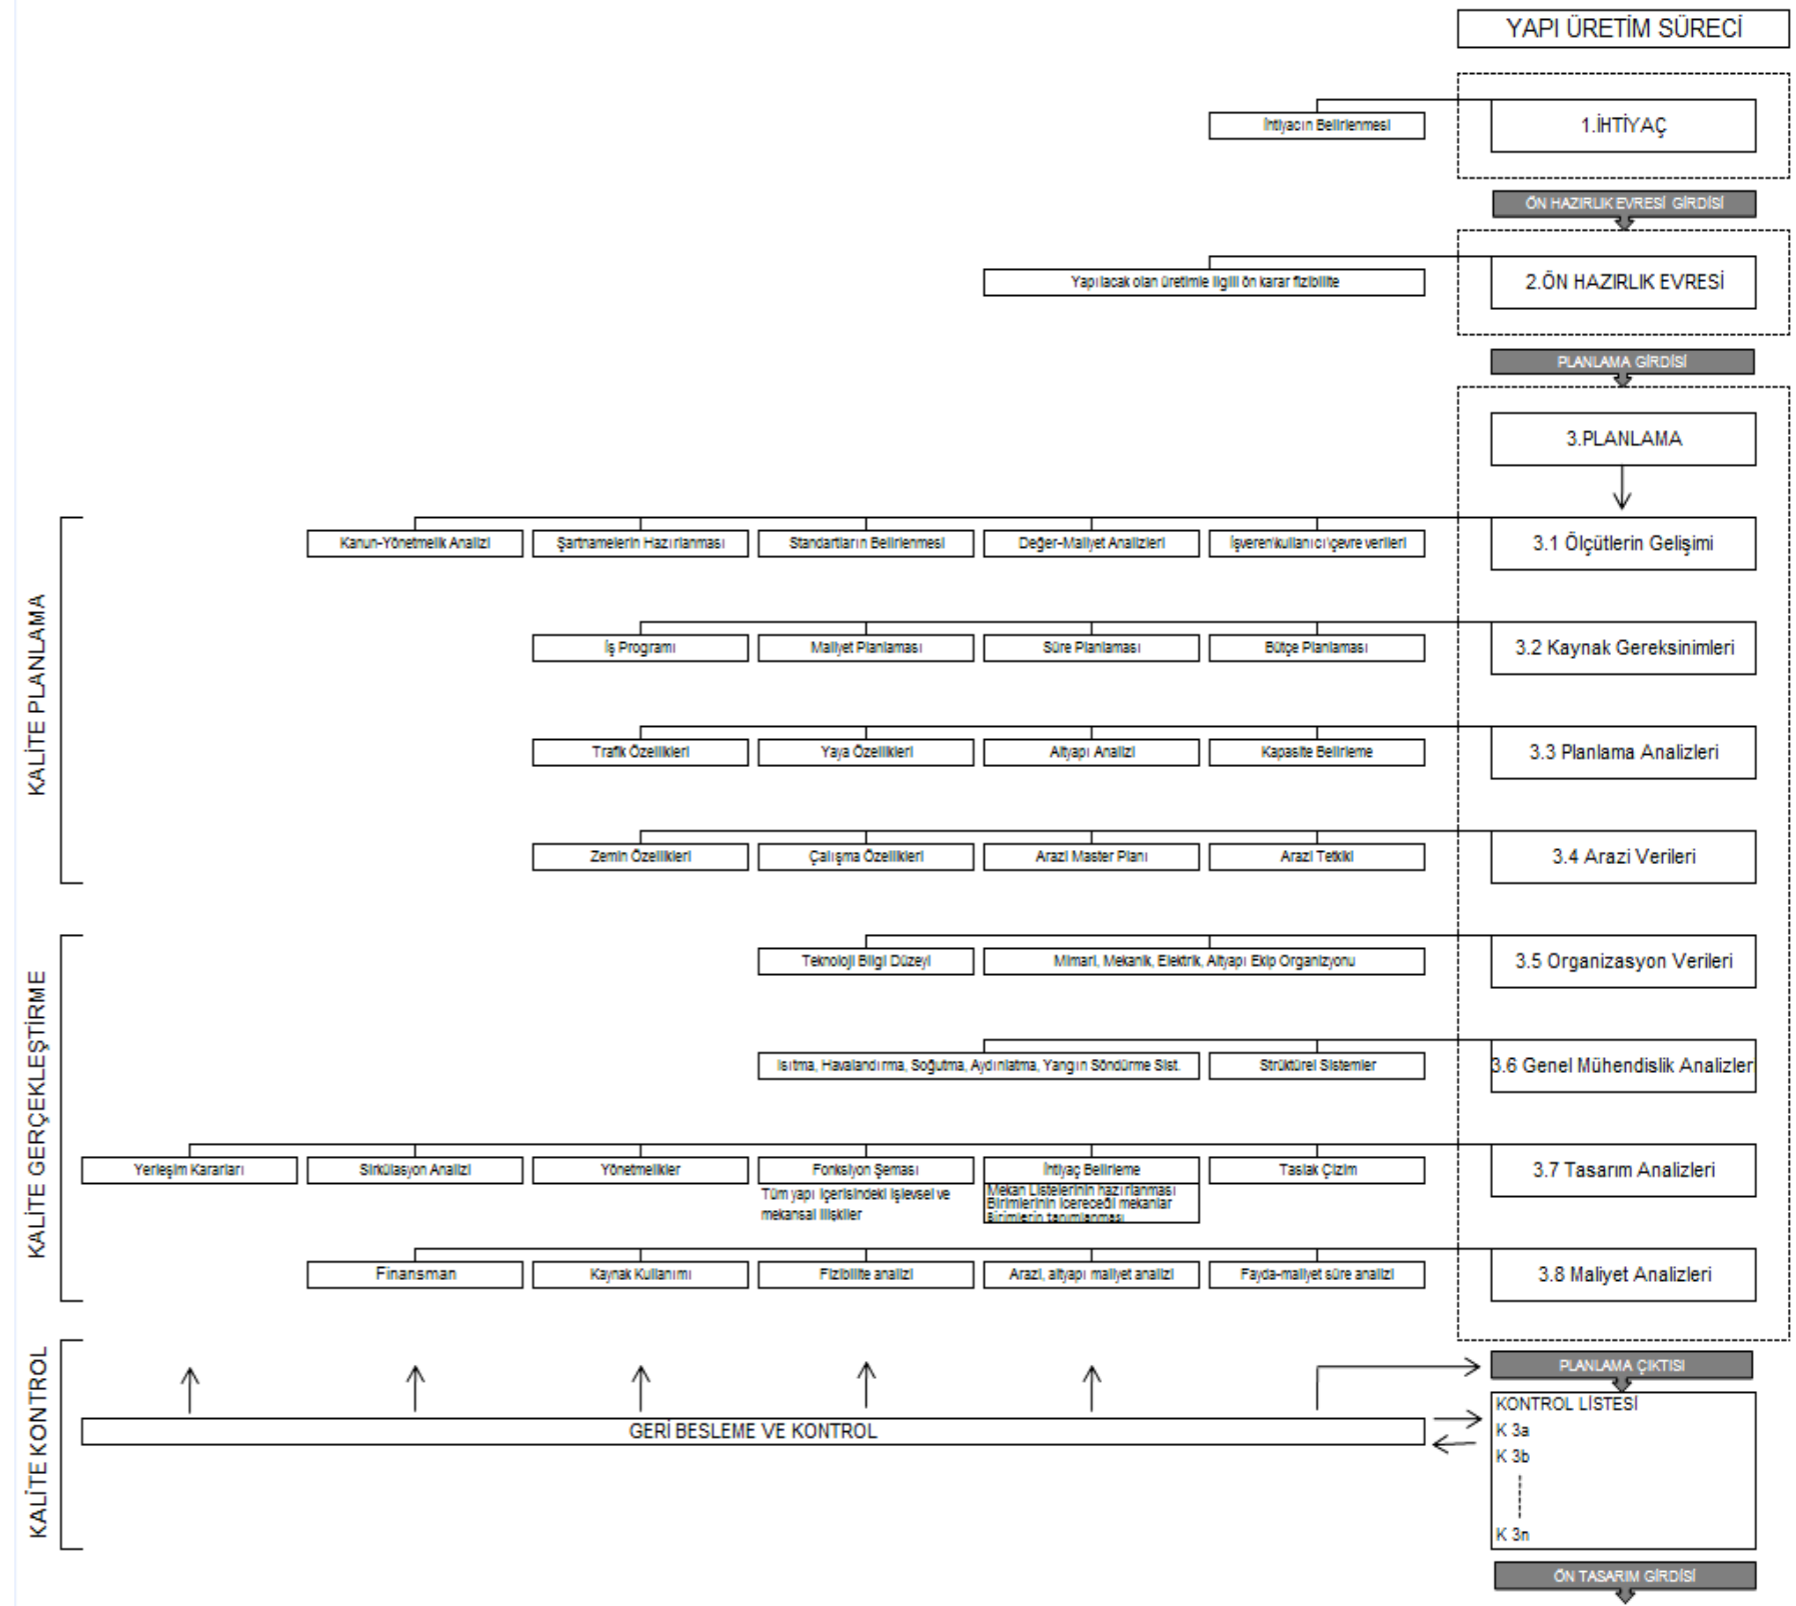 YAPI ÜRETİM SÜRECİ
İhtiyacın Belirlenmesi
1.İHTİYAÇ
ÖN HAZIRLIK EVRESİ GİRDİSİ
Yapılacak olan üretimle ilgili ön karar fizibilite
2.ÖN HAZIRLIK EVRESİ
PLANLAMA GİRDİSİ
3.PLANLAMA
KALİTE PLANLAMA
Kanun-Yönetmelik Analizi
Şartnamelerin Hazırlanması
Standartların Belirlenmesi
Değer-Maliyet Analizleri
İşveren\kullanıcı\çevre verileri
3.1 Ölçütlerin Gelişimi
İş Programı
Maliyet Planlaması
Süre Planlaması
Bütçe Planlaması
3.2 Kaynak Gereksinimleri
Trafik Özellikleri
Yaya Özellikleri
Altyapı Analizi
Kapasite Belirleme
3.3 Planlama Analizleri
Zemin Özellikleri
Çalışma Özellikleri
Arazi Master Planı
Arazi Tetkiki
3.4 Arazi Verileri
KALİTE GERÇEKLEŞTİRME
Teknoloji Bilgi Düzeyi
Mimari, Mekanik, Elektrik, Altyapı Ekip Organizyonu
3.5 Organizasyon Verileri
Isıtma, Havalandırma, Soğutma, Aydınlatma, Yangın Söndürme Sist.
Strüktürel Sistemler
3.6 Genel Mühendislik Analizler
Yerleşim Kararları
Sirkülasyon Analizi
Yönetmelikler
Fonksiyon Şeması
Tüm yapı içerisindeki işlevsel ve
mekansal ilişkiler
İhtiyaç Belirleme
Mekan Listelerinin hazırlanması
Birimlerinin içereceği mekanlar
Birimlerin tanımlanması
Taslak Çizim
3.7 Tasarım Analizleri
Finansman
Kaynak Kullanımı
Fizibilite analizi
Arazi, altyapı maliyet analizi
Fayda-maliyet süre analizi
3.8 Maliyet Analizleri
KALİTE KONTROL
PLANLAMA ÇIKTISI
GERİ BESLEME VE KONTROL
KONTROL LİSTESİ
K 3a
K 3b
K 3n
ÖN TASARIM GİRDİSİ